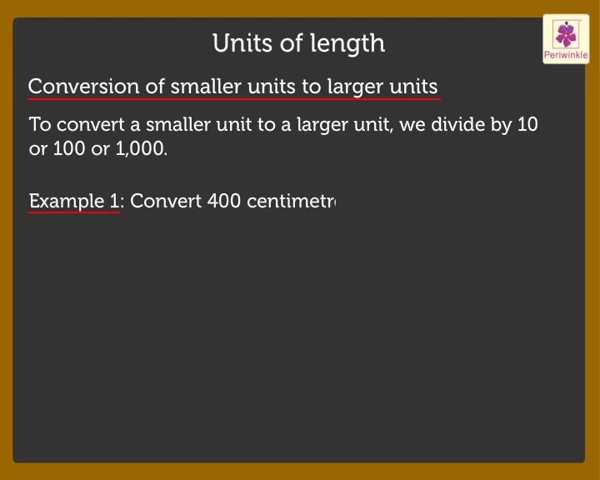 Units of length
Periwinkle
Conversion of smaller units to larger units
To convert a smaller unit to a larger unit, we divide by 10
or 100 or 1,000.
Example 1: Convert 400 centimetr